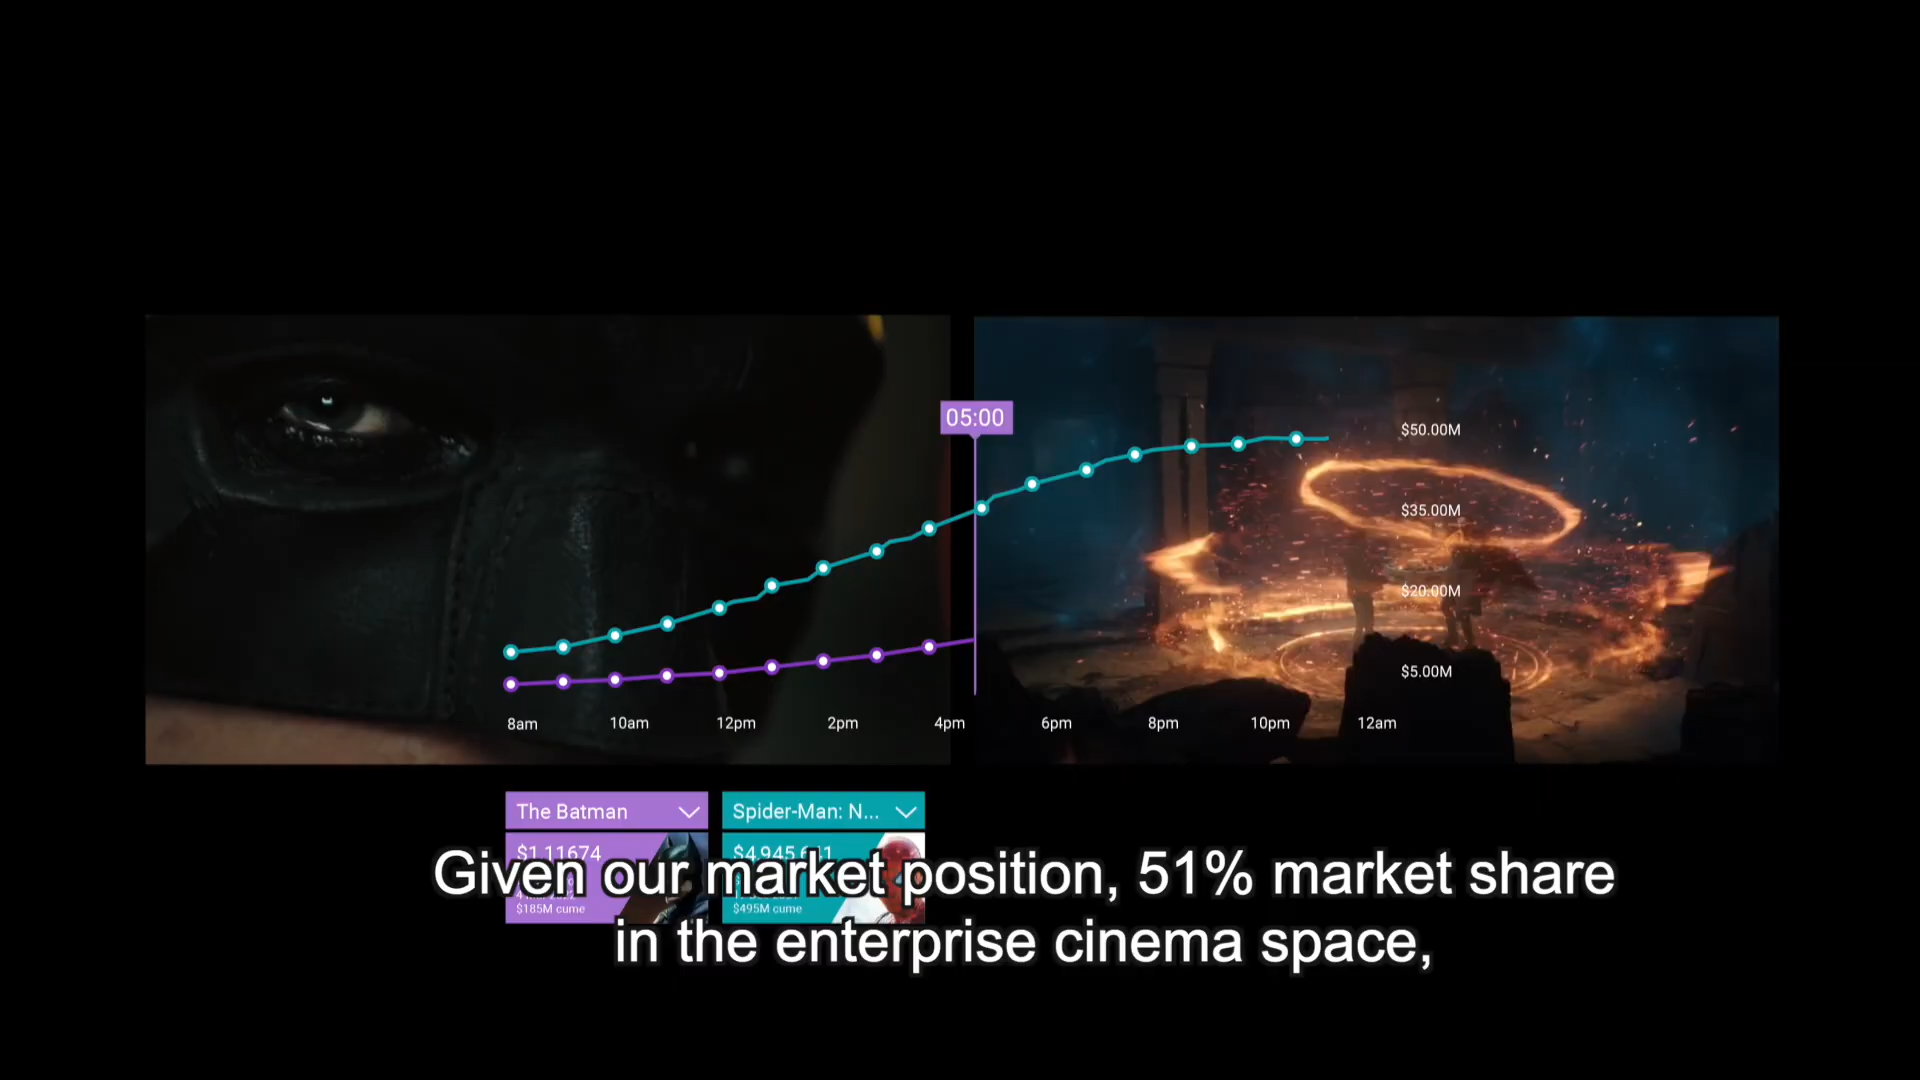 05:00
$50.00M
$35.00M
$20.00M
$5.00M
8am 10am 12pm 2pm 4pm 6pm 8pm 10pm 12am
The Batman
Spider-Man: N...
$1,11674
$185M cume
$495M cume
Given our market position, 51% market share
in the enterprise cinema space,